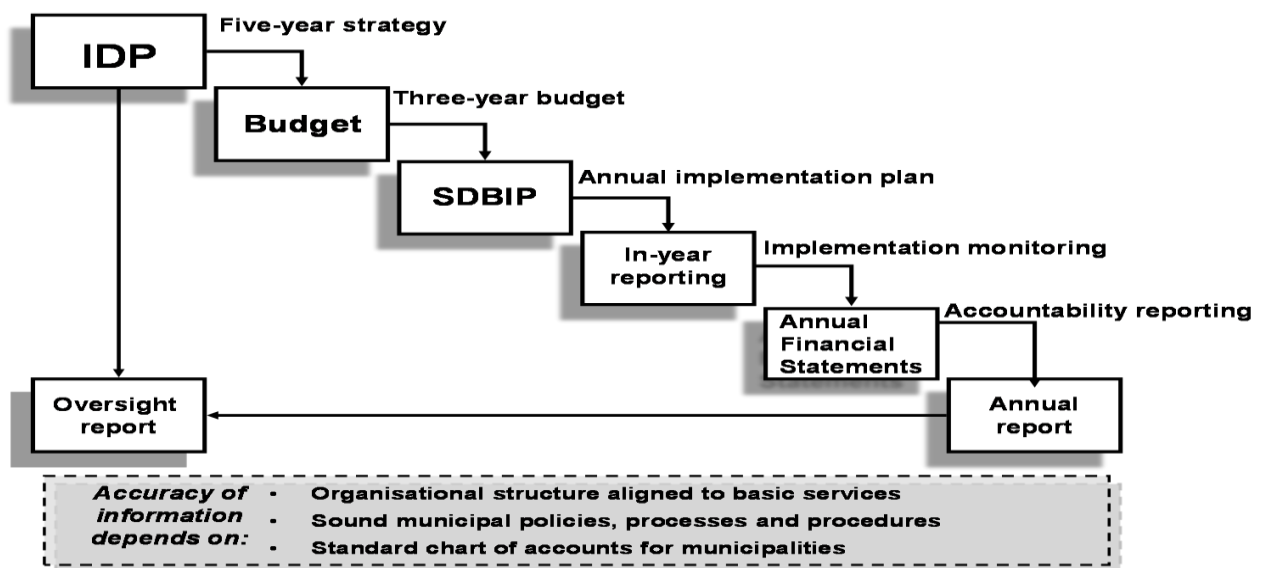 IDP
Five-year strategy
Budget
Three-year budget
SDBIP
Annual implementation plan
In-year
reporting
Implementation monitoring
Annual
Financial
Statements
Accountability reporting
Annual
report
Oversight
report
Accuracy of
information
depends on:
• Organisational structure aligned to basic services
• Sound municipal policies, processes and procedures
• Standard chart of accounts for municipalities